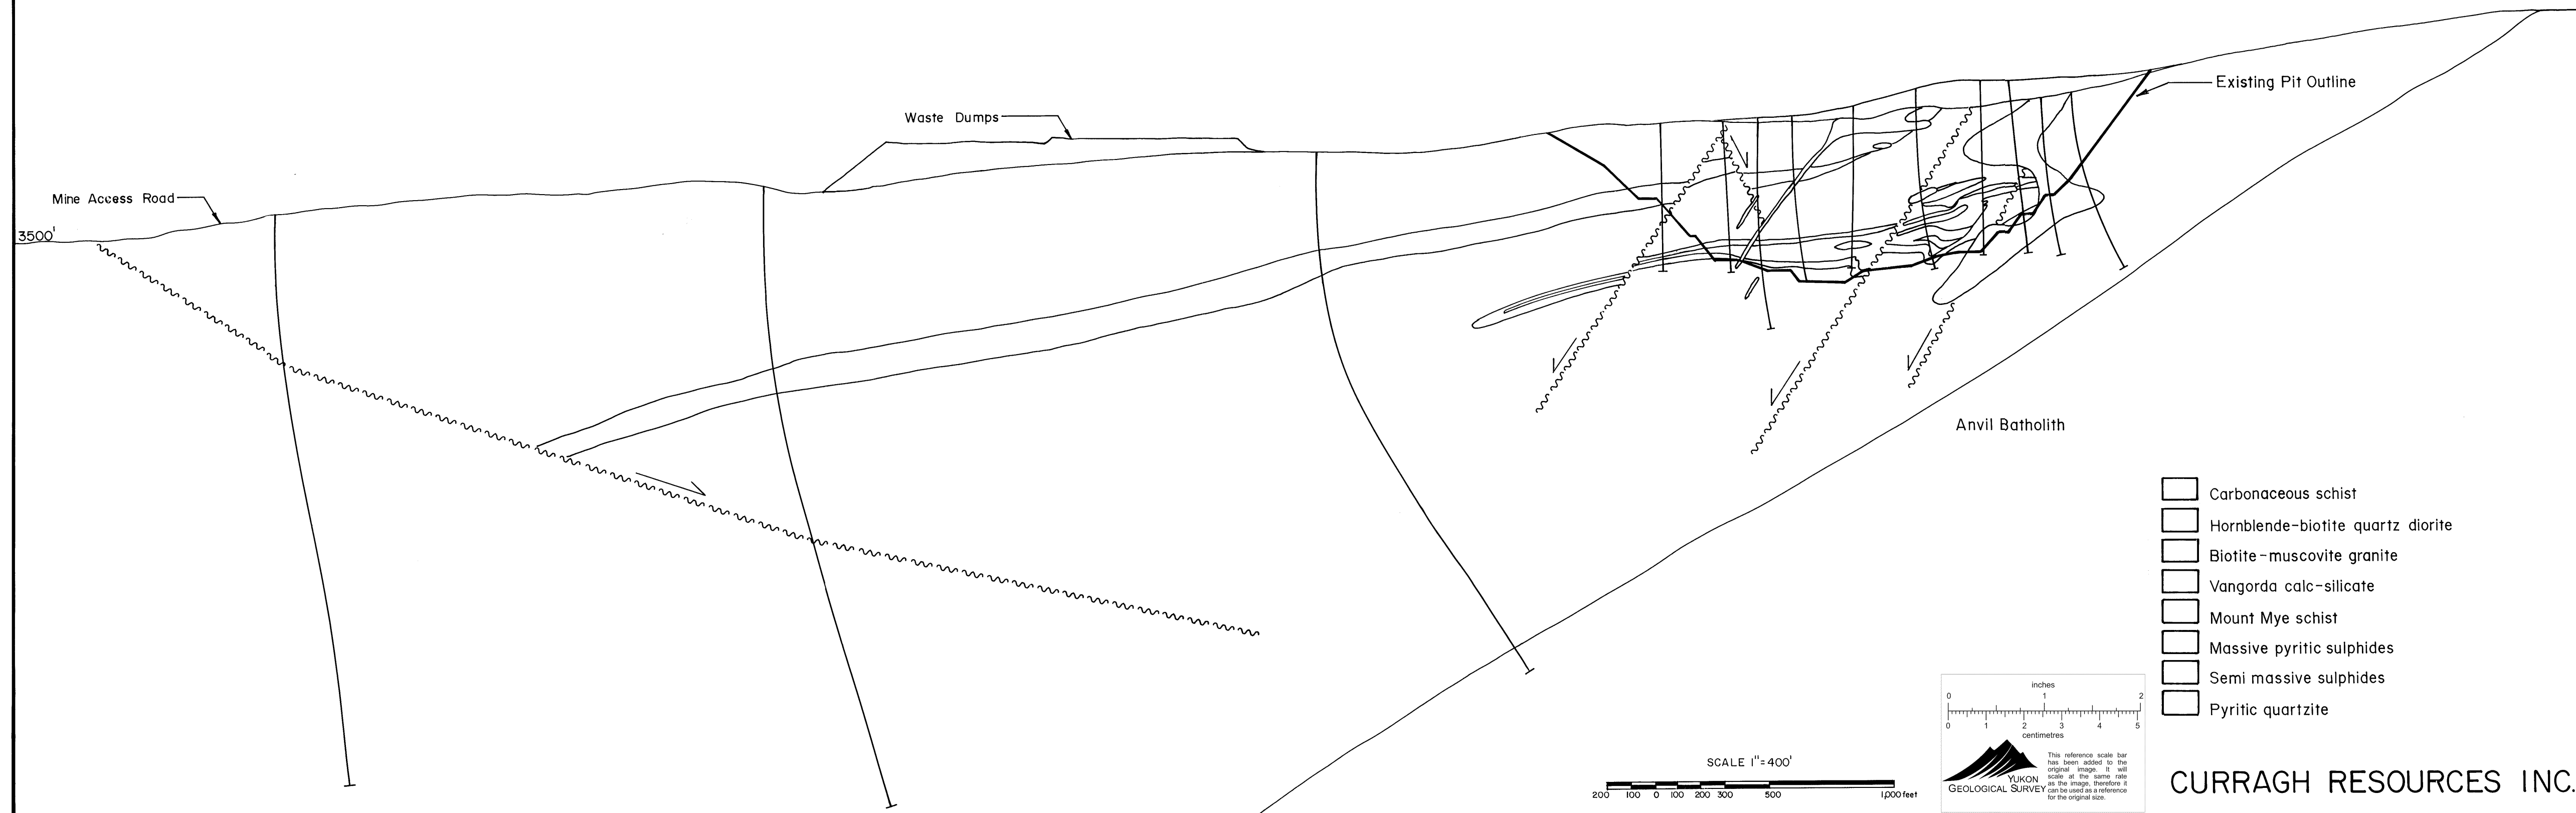 Existing Pit Outline
Waste Dumps
Mine Access Road
3500'
Anvil Batholith
Carbonaceous schist
Hornblende-biotite quartz diorite
Biotite-muscovite granite
Vangorda calc-silicate
Mount Mye schist
Massive pyritic sulphides
Semi massive sulphides
Pyritic quartzite
inches
0 1 2
0 1 2 3 4 5
centimetres
This reference scale bar
has been added to the
original image. It will
scale at the same rate
as the image, therefore it
can be used as a reference
for the original size.
YUKON
GEOLOGICAL SURVEY
SCALE 1"=400'
200 100 0 100 200 300 500 1,000 feet
CURRAGH RESOURCES INC.